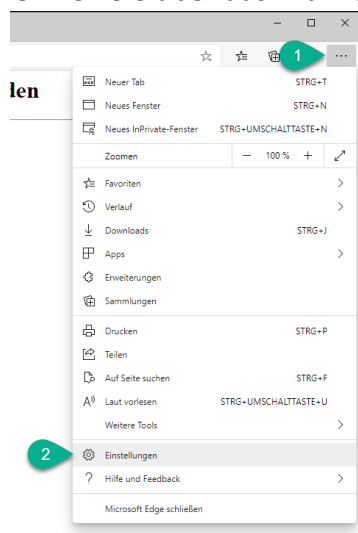 1
den
Neuer Tab STRG+T
Neues Fenster STRG+N
Neues InPrivate-Fenster STRG+UMSCHALTTASTE+N
Zoomen — 100 % +
Favoriten
Verlauf
Downloads STRG+J
Apps
Erweiterungen
Sammlungen
Drucken STRG+P
Teilen
Auf Seite suchen STRG+F
Laut vorlesen STRG+UMSCHALTTASTE+U
Weitere Tools
2 Einstellungen
Hilfe und Feedback
Microsoft Edge schließen